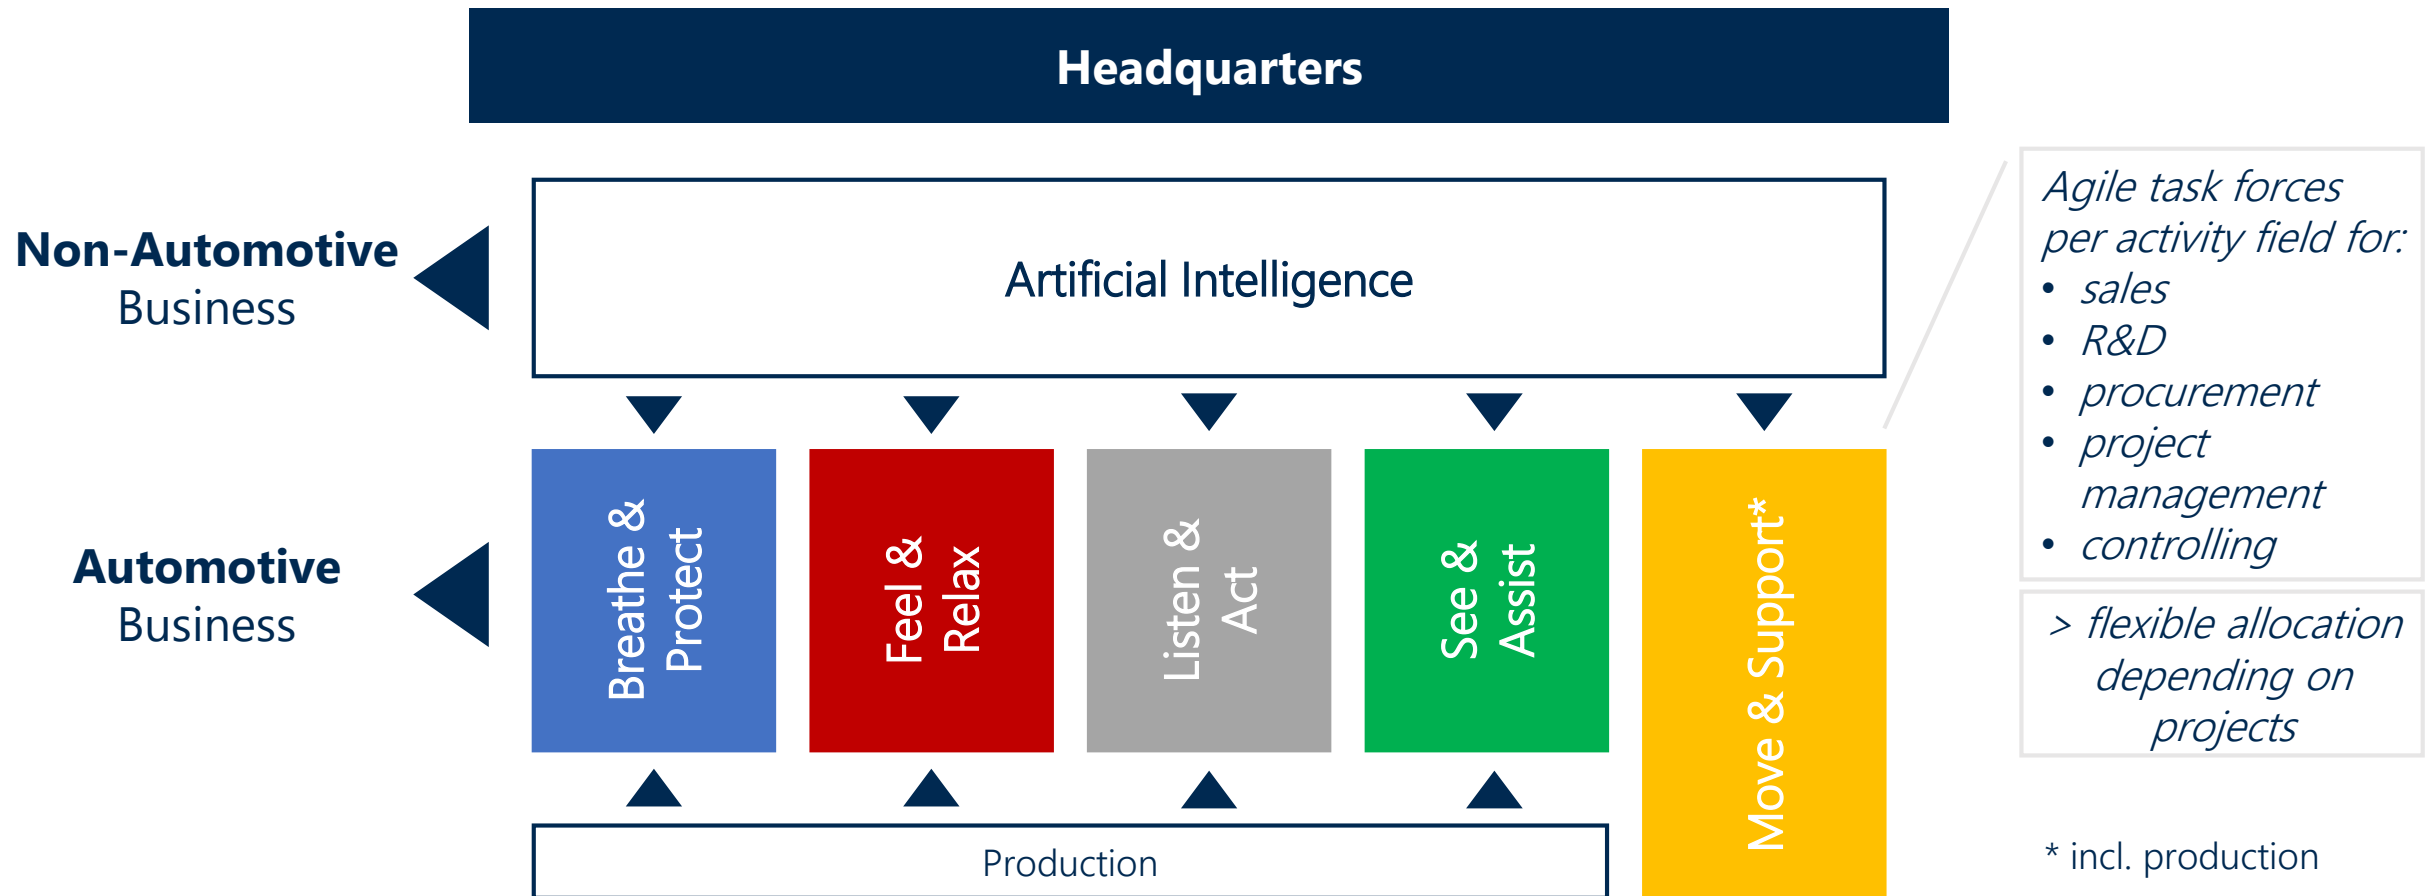 Headquarters
Non-Automotive
Business
Artificial Intelligence
Agile task forces
per activity field for:
• sales
• R&D
• procurement
• project
management
• controlling
> flexible allocation
depending on
projects
Automotive
Business
Breathe &
Protect
Feel &
Relax
Listen &
Act
See &
Assist
Move & Support*
Production
* incl. production